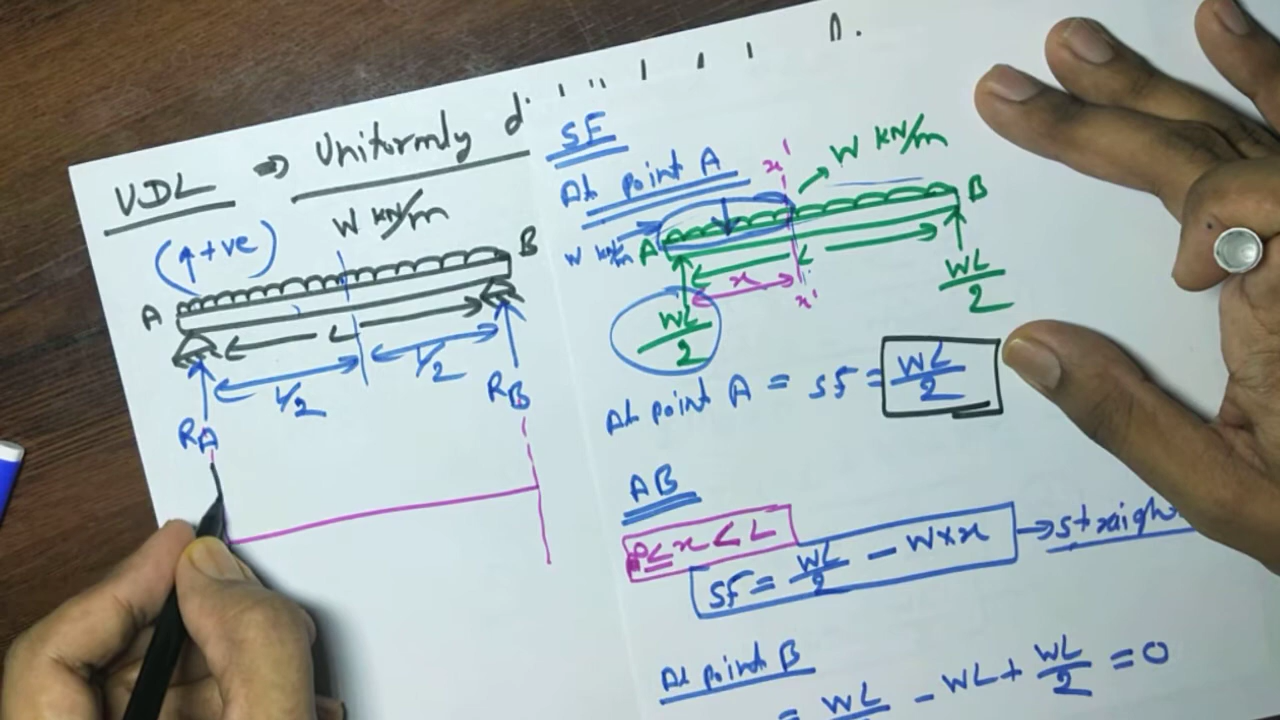 UDL ⇒ Uniformly d
(↑+ve)
W kN/m
A
B
L
L/2
L/2
RA
RB
SF
At point A
x'
W kN/m
W kN/m
A
B
L
x
x'
WL/2
WL/2
At point A = SF = WL/2
AB
0≤x<L
SF = WL/2 - W×x → straigh
At point B
= WL - WL + WL/2 = 0